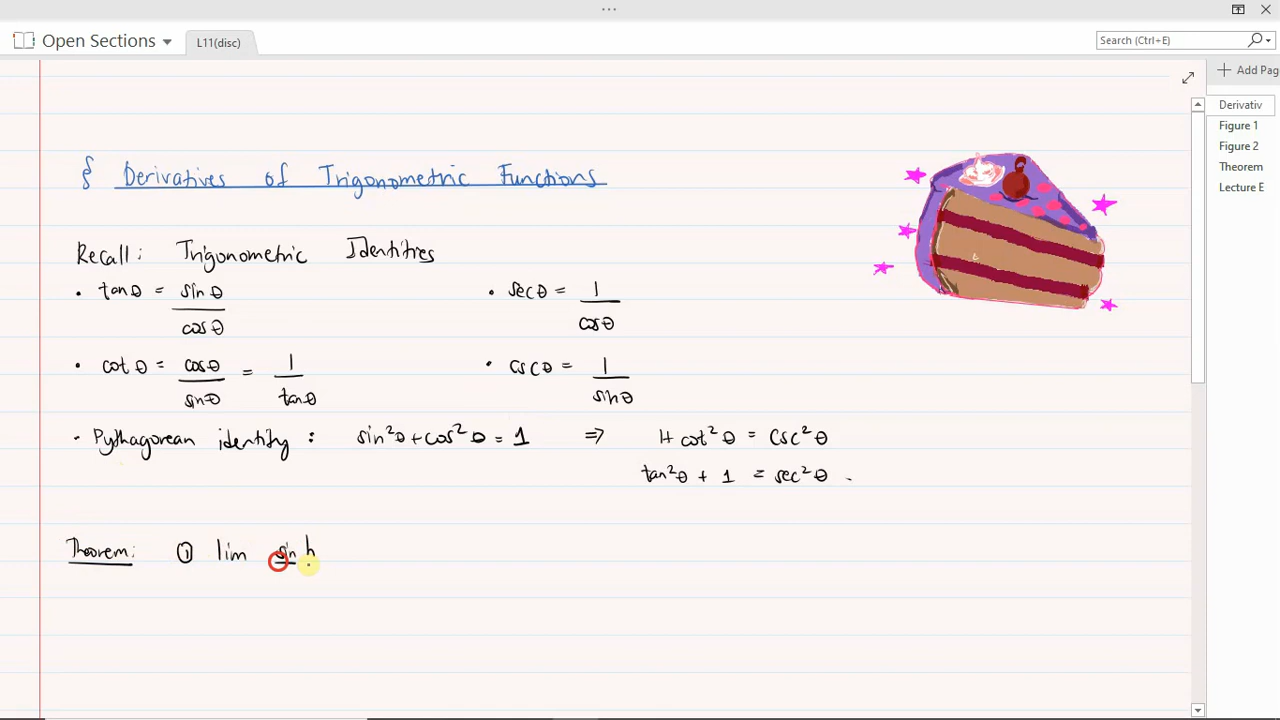 Open Sections
L11(disc)
Search (Ctrl+E)
Add Pag
Derivativ
Figure 1
Figure 2
Theorem
Lecture E
§ Derivatives of Trigonometric Functions
Recall: Trigonometric Identities
• tanθ = sinθ / cosθ • secθ = 1 / cosθ
• cotθ = cosθ / sinθ = 1 / tanθ • cscθ = 1 / sinθ
• Pythagorean identity: sin²θ + cos²θ = 1 ⇒ 1+ cot²θ = csc²θ
tan²θ + 1 = sec²θ.
Theorem: ① lim sin h